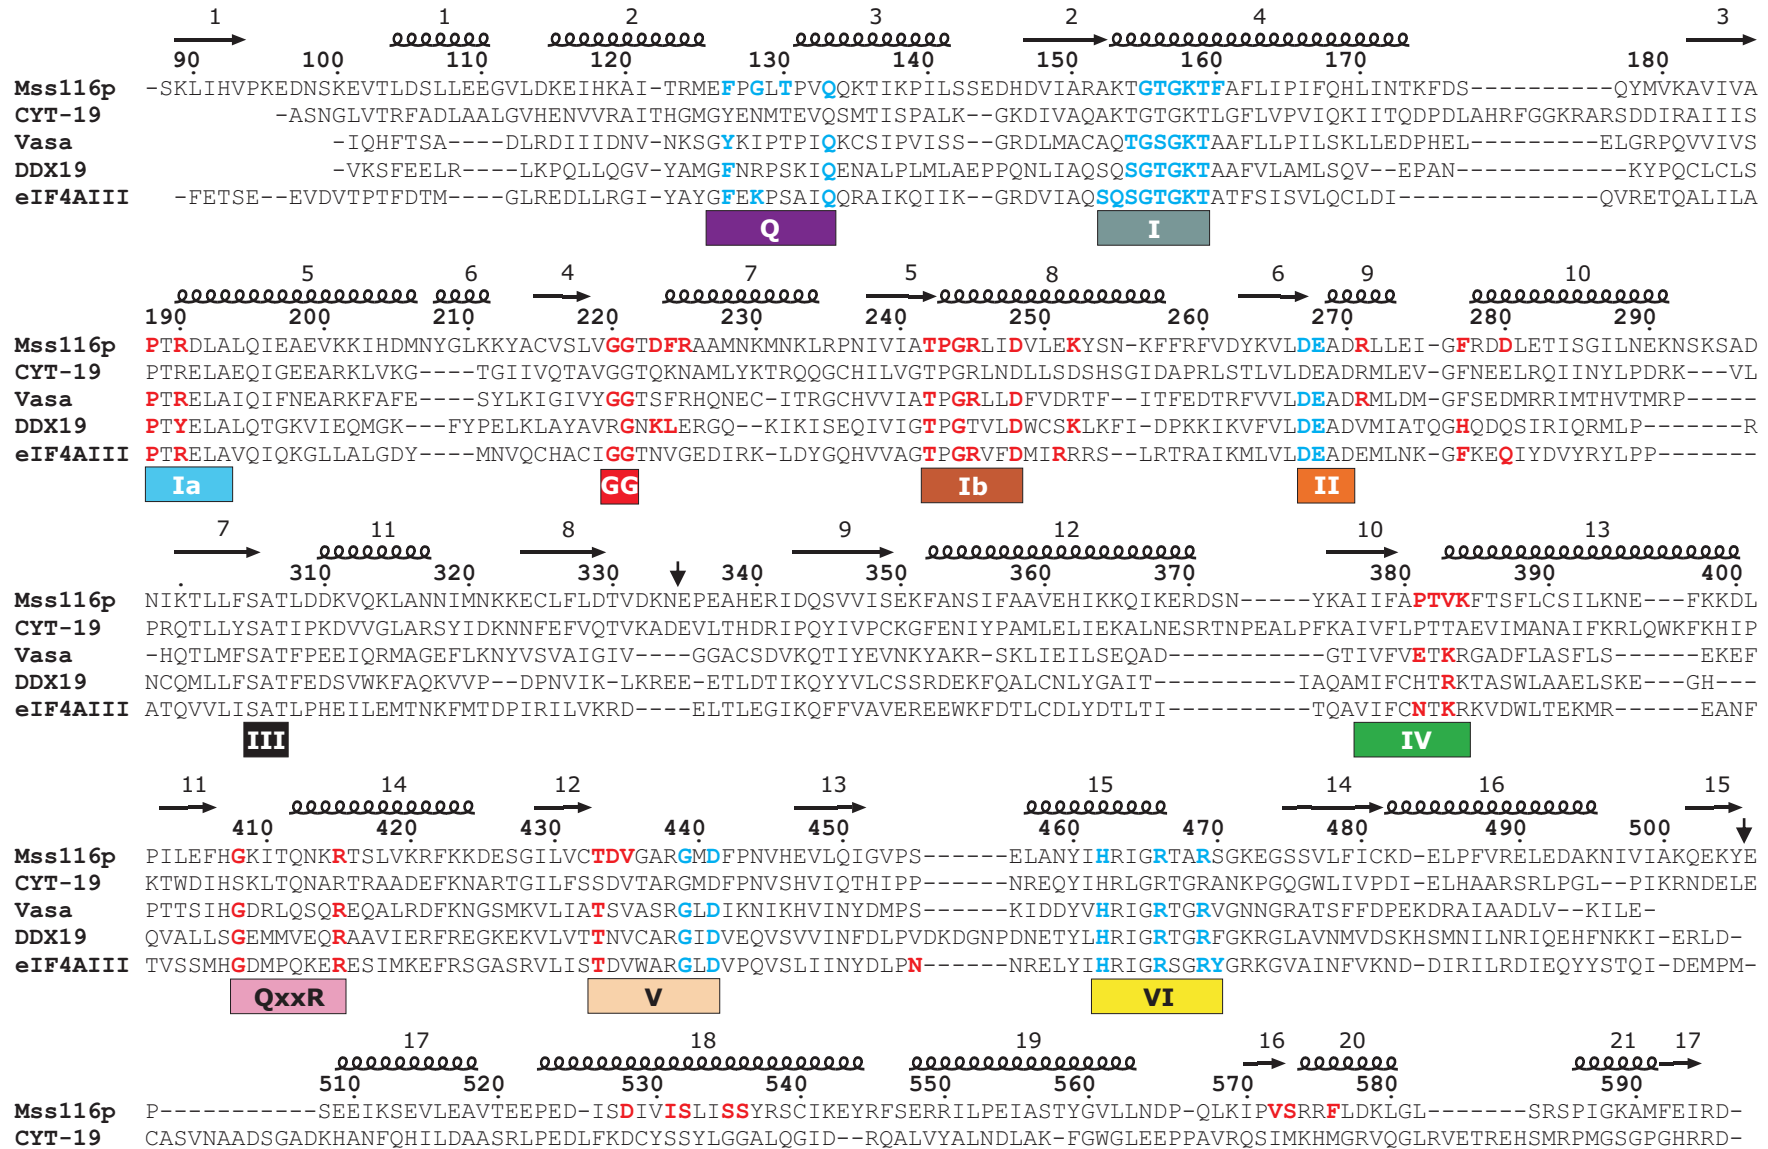 1 1 2 3 2 4 3
90 100 110 120 130 140 150 160 170 180
Mss116p -SKLIHVPKEDNSKEVTLDSLLEEGVLDKEIHKAI-TRMEFPGLTPVQQKTIKPILSSEDHDVIARAKTGTGKTFAFLIPIFQHLINTKFDS----------QYMVKAVIVA
CYT-19 -ASNGLVTRFADLAALGVHENVVRAITHGMGYENMTEVQSMTISPALK--GKDIVAQAKTGTGKTLGFLVPVIQKIITQDPDLAHRFGGKRARSDDIRAIIIS
Vasa -IQHFTSA----DLRDIIIDNV-NKSGYKIPTPIQKCSIPVISS--GRDLMACAQTGSGKTAAFLLPILSKLLEDPHEL---------ELGRPQVVIVS
DDX19 -VKSFEELR----LKPQLLQGV-YAMGFNRPSKIQENALPLMLAEPPQNLIAQSQSGTGKTAAFVLAMLSQV--EPAN----------KYPQCLCLS
eIF4AIII -FETSE--EVDVTPTFDTM----GLREDLLRGI-YAYGFEKPSAIQQRAIKQIIK--GRDVIAQSQSGTGKTATFSISVLQCLDI--------------QVRETQALILA
Q I
5 6 4 7 5 8 6 9 10
190 200 210 220 230 240 250 260 270 280 290
Mss116p PTRDLALQIEAEVKKIHDMNYGLKKYACVSLVGGTDFRAAMNKMNKLRPNIVIATPGRLIDVLEKYSN-KFFRFVDYKVLDEADRLLEI-GFRDDLETISGILNEKNSKSAD
CYT-19 PTRELAEQIGEEARKLVKG----TGIIVQTAVGGTQKNAMLYKTRQQGCHILVGTPGRLNDLLSDSHSGIDAPRLSTLVLDEADRMLEV-GFNEELRQIINYLPDRK---VL
Vasa PTRELAIQIFNEARKFAFE----SYLKIGIVYGGTSFRHQNEC-ITRGCHVVIATPGRLLDFVDRTF--ITFEDTRFVVLDEADRMLDM-GFSEDMRRIMTHVTMRP-----
DDX19 PTYELALQTGKVIEQMGK---FYPELKLAYAVRGNKLERGQ--KIKISEQIVIGTPGTVLDWCSKLKFI-DPKKIKVFVLDEADVMIATQGHQDQSIRIQRMLP-----R
eIF4AIII PTRELAVQIQKGLLALGDY----MNVQCHACIGGTNVGEDIRK-LDYGQHVVAGTPGRVFDMIRRRS--LRTRAIKMLVLDEADEMLNK-GFKEQIYDVYRYLPP-----
Ia GG Ib II
7 11 8 9 12 10 13
310 320 330 340 350 360 370 380 390 400
Mss116p NIKTLLFSATLDDKVQKLANNIMNKKECLFLDTVDKNEPEAHERIDQSVVISEKFANSIFAAVEHIKKQIKERDSN-----YKAIIFAPTVKFTSFLCSILKNE---FKKDL
CYT-19 PRQTLLYSATIPKDVVGLARSYIDKNNFEFVQTVKADEVLTHDRIPQYIVPCKGFENIYPAMLELIEKALNESRTNPEALPFKAIVFLPTTAEVIMANAIFKRLQWKFKHIP
Vasa -HQTLMFSATFPEEIQRMAGEFLKNYVSVAIGIV----GGACSDVKQTIYEVNKYAKR-SKLIEILSEQAD-----------GTIVFVETKRGADFLASFLS------EKEF
DDX19 NCQMLLFSATFEDSVWKFAQKVVP--DPNVIK-LKREE-ETLDTIKQYYVLCSSRDEKFQALCNLYGAIT----------IAQAMIFCHTRKTASWLAAELSKE---GH---
eIF4AIII ATQVVLISATLPHEILEMTNKFMTDPIRILVKRD----ELTLEGIKQFFVAVEREEWKFDTLCDLYDTLTI----------TQAVIFCNTKRKVDWLTEKMR------EANF
III IV
11 14 12 13 15 14 16 15
410 420 430 440 450 460 470 480 490 500
Mss116p PILEFHGKITQNKRTSLVKRFKKDESGILVCTDVGARGMDFPNVHEVLQIGVPS------ELANYIHRIGRTARSGKEGSSVLFICKD-ELPFVRELEDAKNIVIAKQEKYE
CYT-19 KTWDIHSKLTQNARTRAADEFKNARTGILFSSDVTARGMDFPNVSHVIQTHIPP------NREQYIHRLGRTGRANKPGQGWLIVPDI-ELHAARSRLPGL--PIKRNDELE
Vasa PTTSIHGDRLQSQREQALRDFKNGSMKVLIATSVASRGLDIKNIKHVINYDMPS------KIDDYVHRIGRTGRVGNNGRATSFFDPEKDRAIAADLV--KILE-
DDX19 QVALLSGEMMVEQRAAVIERFREGKEKVLVTTNVCARGIDVEQVSVVINFDLPVDKDGNPDNETYLHRIGRTGRFGKRGLAVNMVDSKHSMNILNRIQEHFNKKI-ERLD-
eIF4AIII TVSSMHGDMPQKERESIMKEFRSGASRVLISTDVWARGLDVPQVSLIINYDLPN------NRELYIHRIGRSGRYGRKGVAINFVKND-DIRILRDIEQYYSTQI-DEMPM-
QxxR V VI
17 18 19 16 20 21 17
510 520 530 540 550 560 570 580 590
Mss116p P-----------SEEIKSEVLEAVTEEPED-ISDIVISLISSYRSCIKEYRFSERRILPEIASTYGVLLNDP-QLKIPVSRRFLDKLGL-------SRSPIGKAMFEIRD-
CYT-19 CASVNAADSGADKHANFQHILDAASRLPEDLFKDCYSSYLGGALQGID--RQALVYALNDLAK-FGWGLEEPPAVRQSIMKHMGRVQGLRVETREHSMRPMGSGPGHRRD-